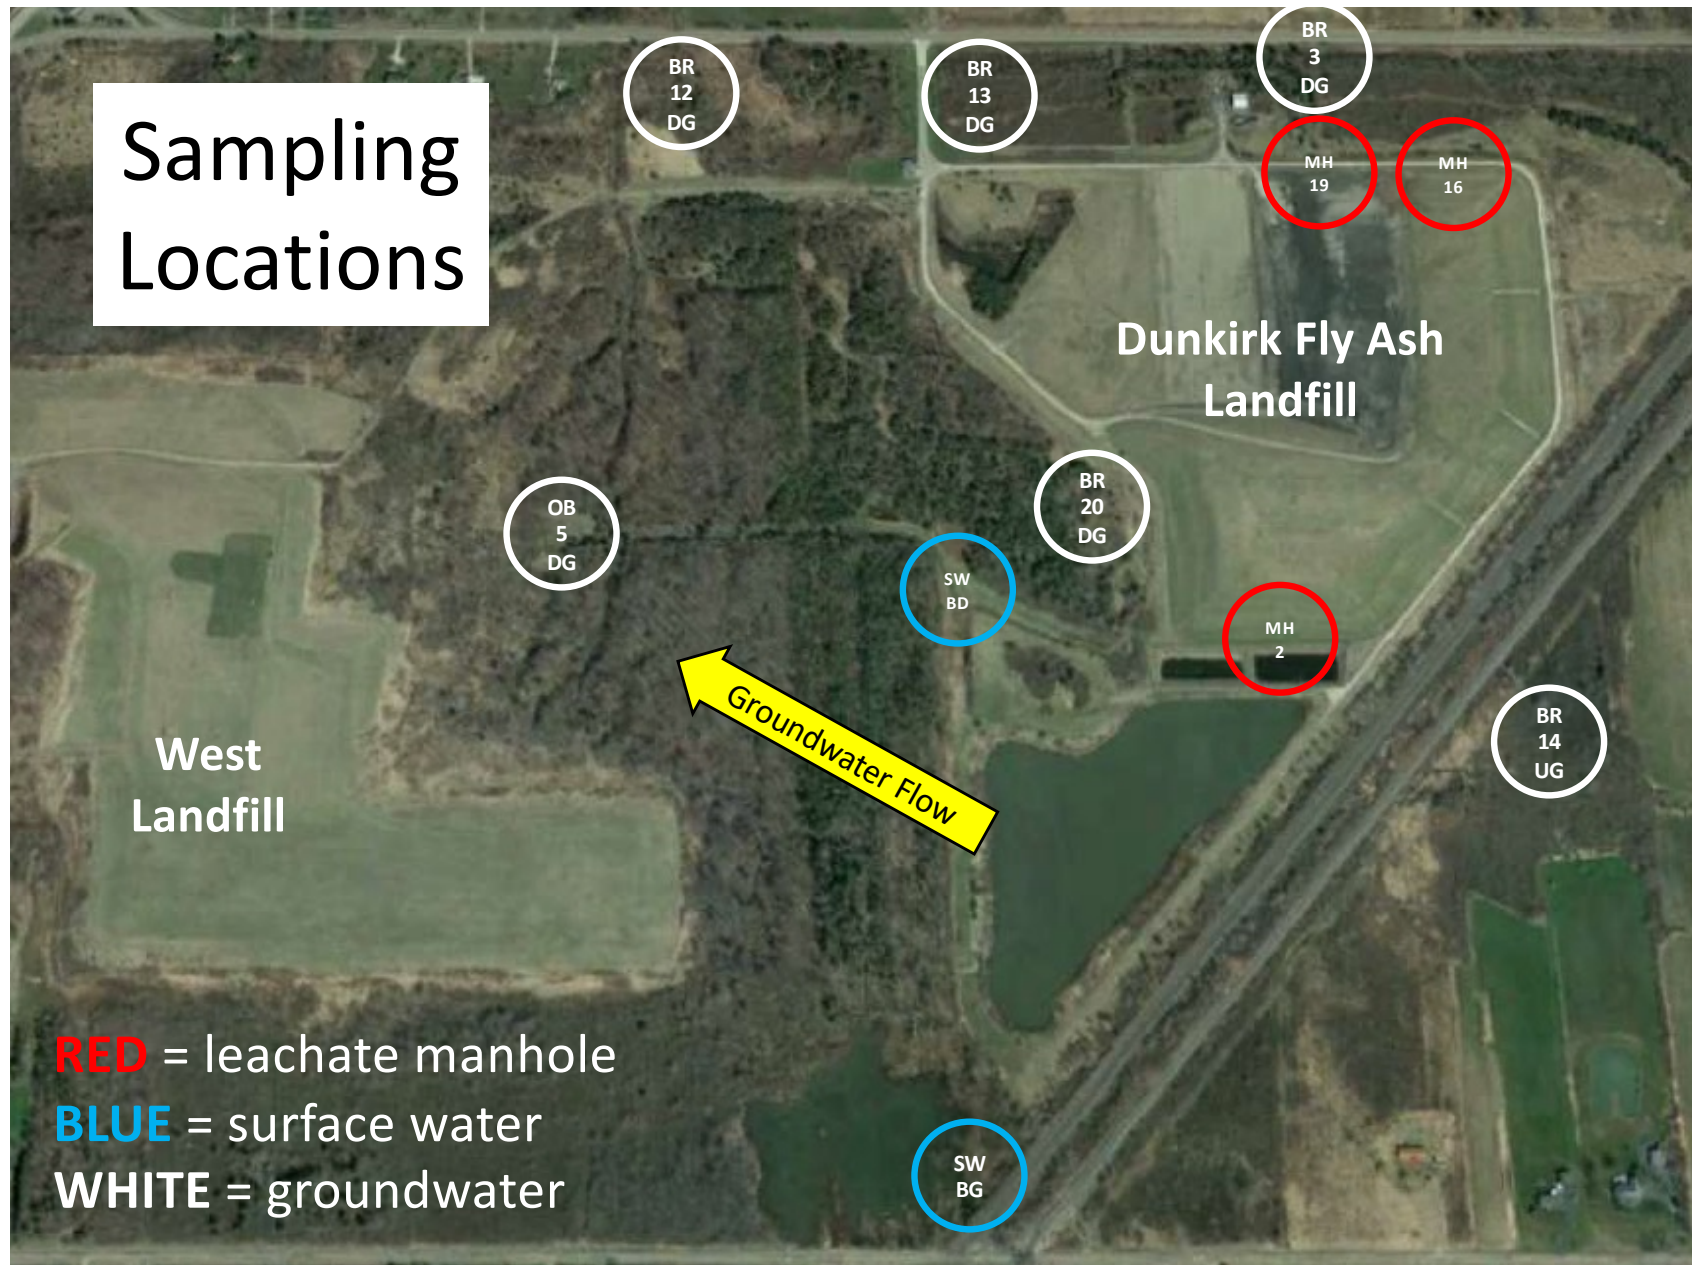 Sampling
Locations
BR
12
DG
BR
13
DG
BR
3
DG
MH
19
MH
16
Dunkirk Fly Ash
Landfill
OB
5
DG
BR
20
DG
SW
BD
MH
2
Groundwater Flow
BR
14
UG
West
Landfill
RED = leachate manhole
BLUE = surface water
WHITE = groundwater
SW
BG